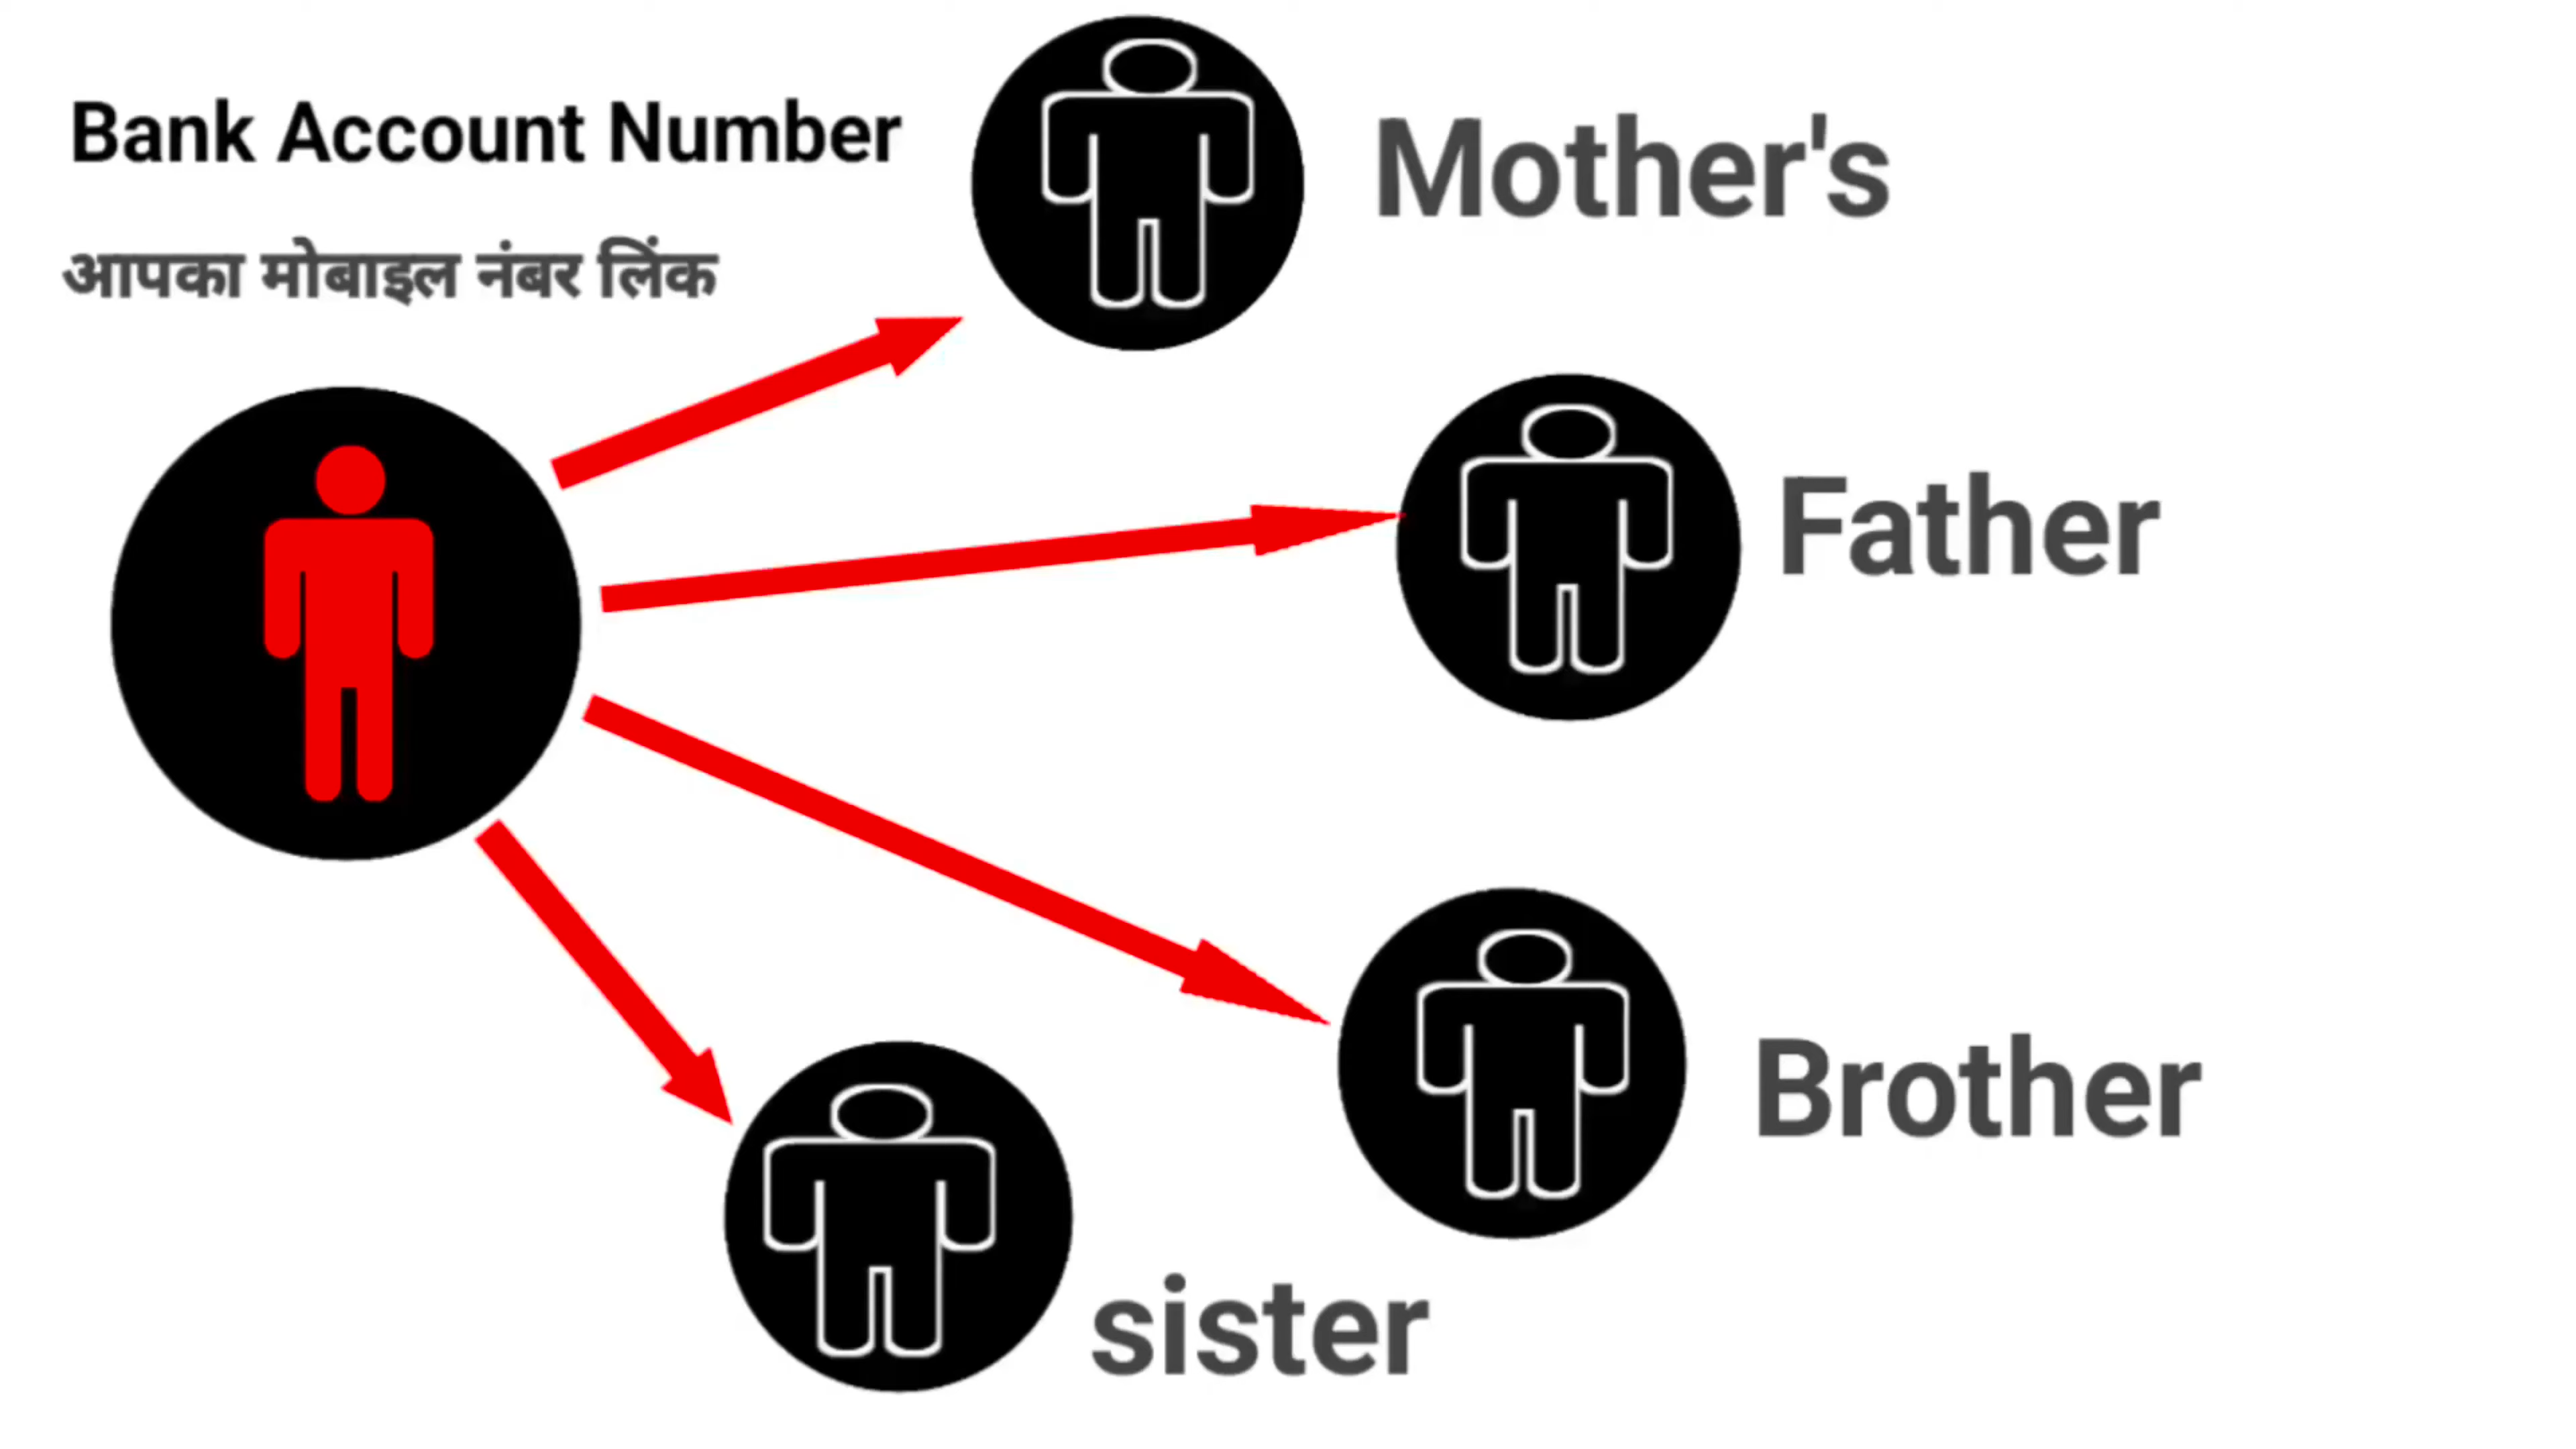 Bank Account Number
आपका मोबाइल नंबर लिंक
Mother's
Father
Brother
sister